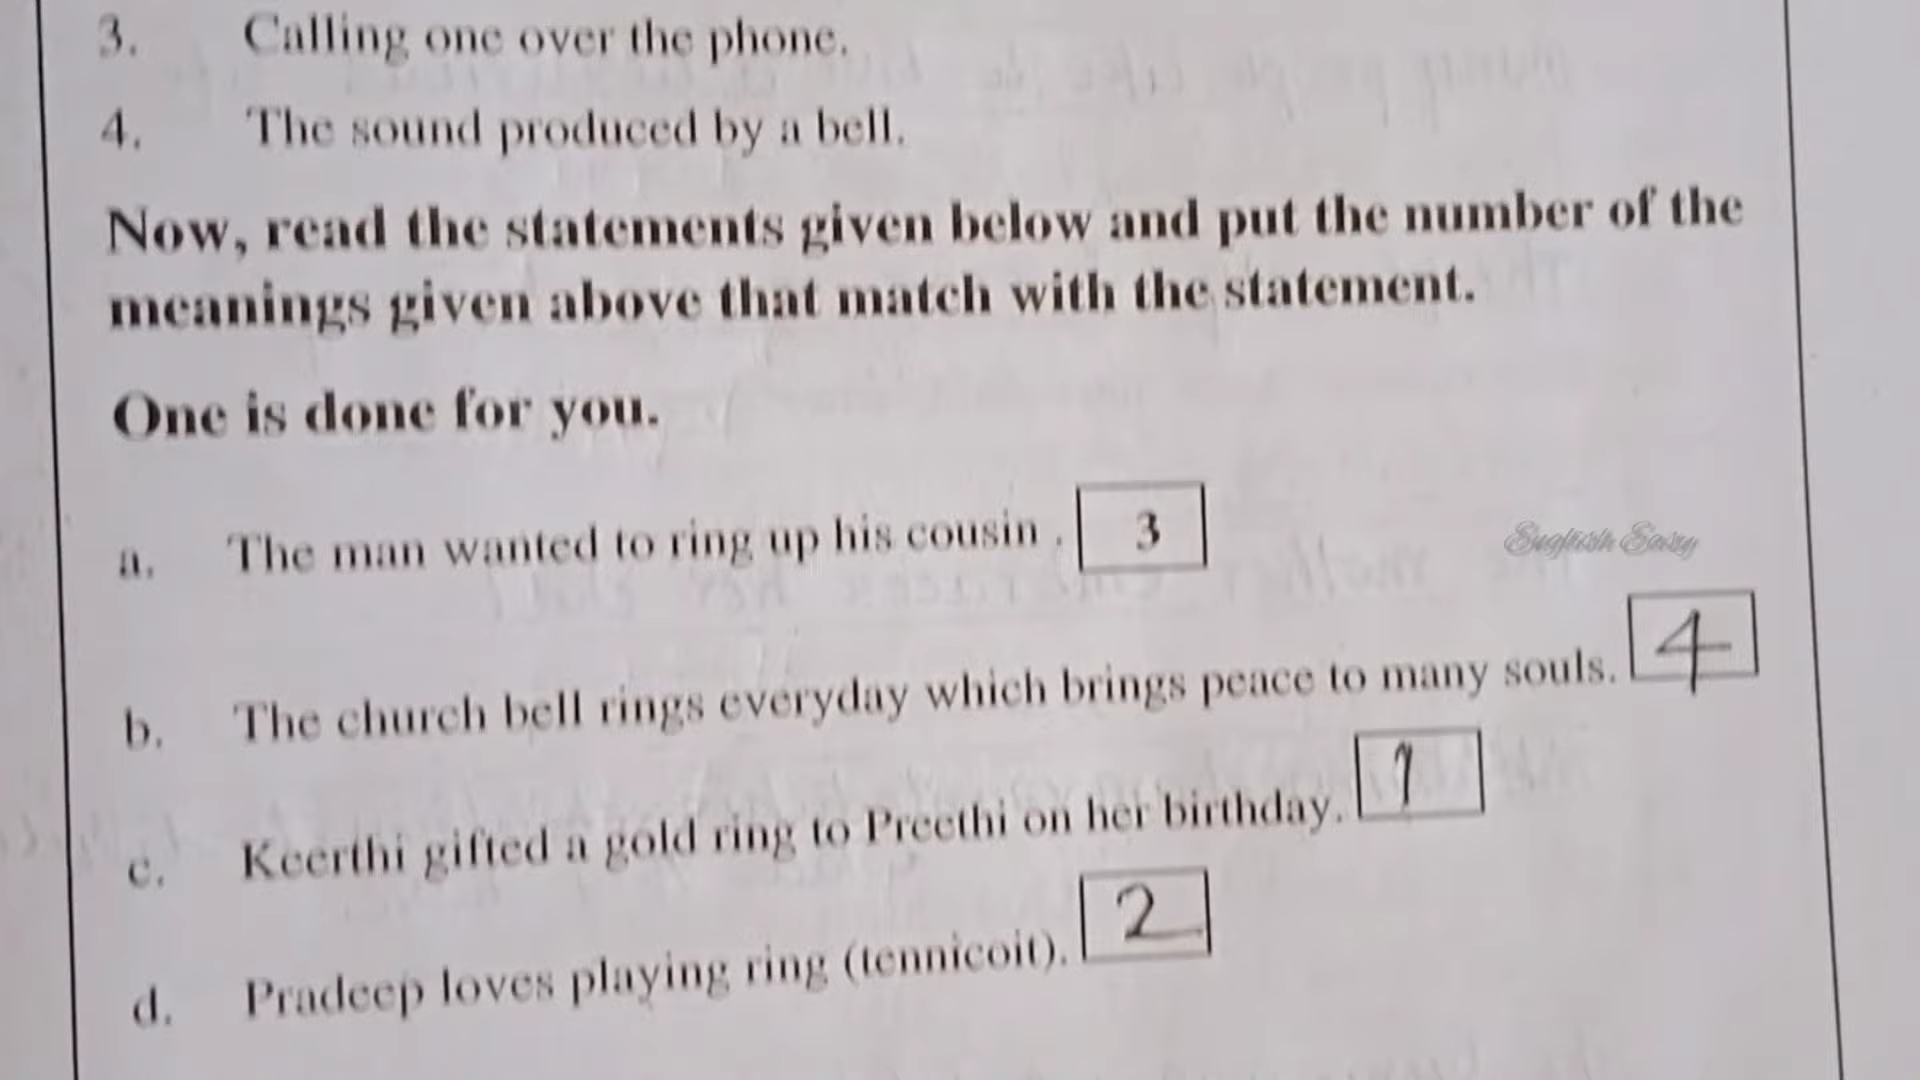 3. Calling one over the phone.
4. The sound produced by a bell.
Now, read the statements given below and put the number of the
meanings given above that match with the statement.
One is done for you.
a. The man wanted to ring up his cousin . 3
English Easy
b. The church bell rings everyday which brings peace to many souls. 4
c. Keerthi gifted a gold ring to Preethi on her birthday. 1
d. Pradeep loves playing ring (tennicoit). 2